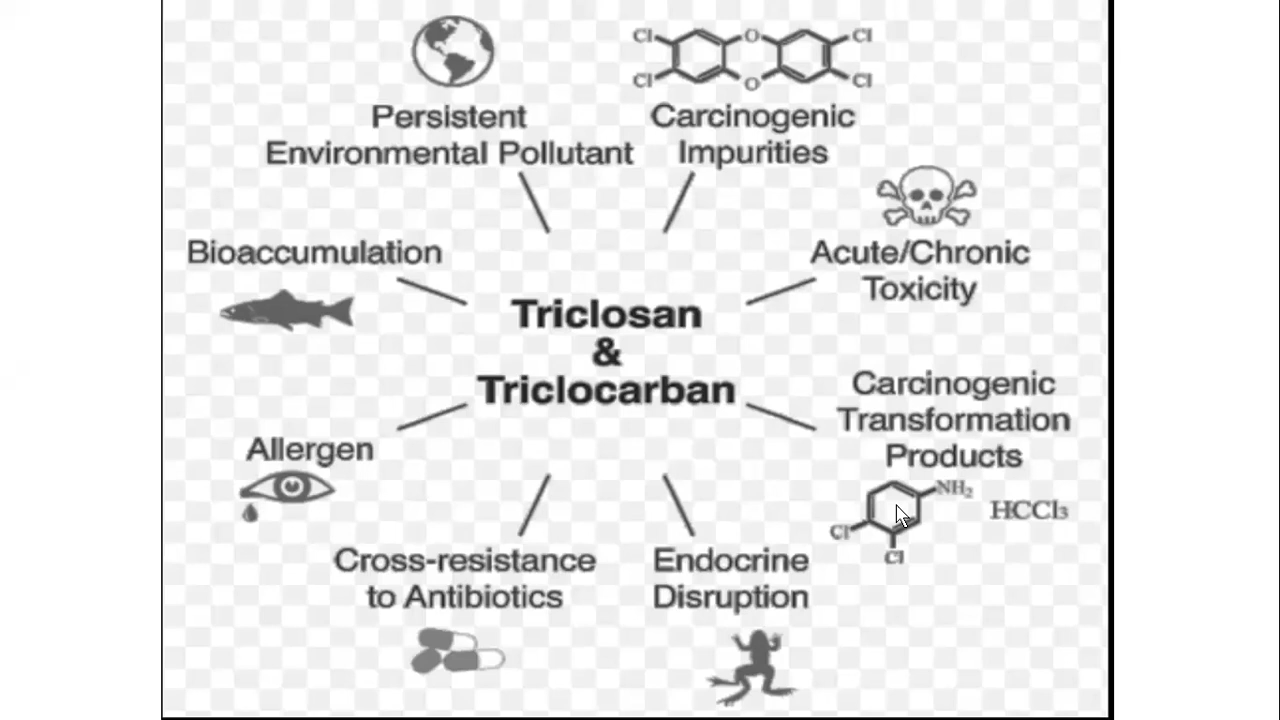 Cl O Cl
Cl O Cl
Persistent
Environmental Pollutant
Carcinogenic
Impurities
Bioaccumulation
Acute/Chronic
Toxicity
Triclosan
&
Triclocarban
Carcinogenic
Transformation
Products
NH₂
Cl
Cl
HCCl₃
Allergen
Cross-resistance
to Antibiotics
Endocrine
Disruption